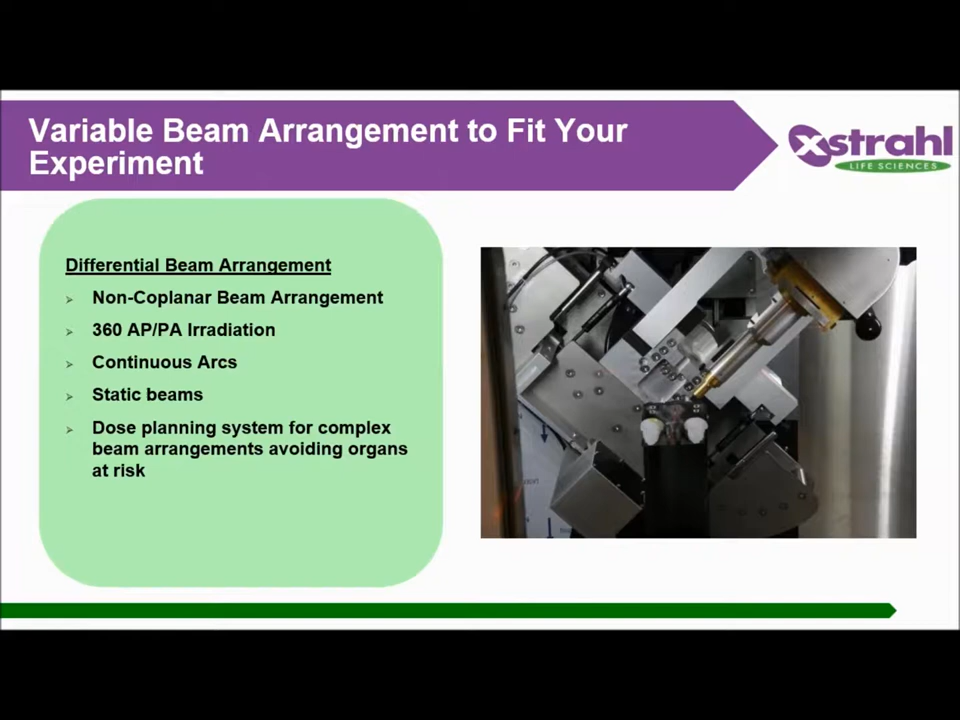 Variable Beam Arrangement to Fit Your
Experiment
xstrahl
LIFE SCIENCES
Differential Beam Arrangement
Non-Coplanar Beam Arrangement
360 AP/PA Irradiation
Continuous Arcs
Static beams
Dose planning system for complex
beam arrangements avoiding organs
at risk